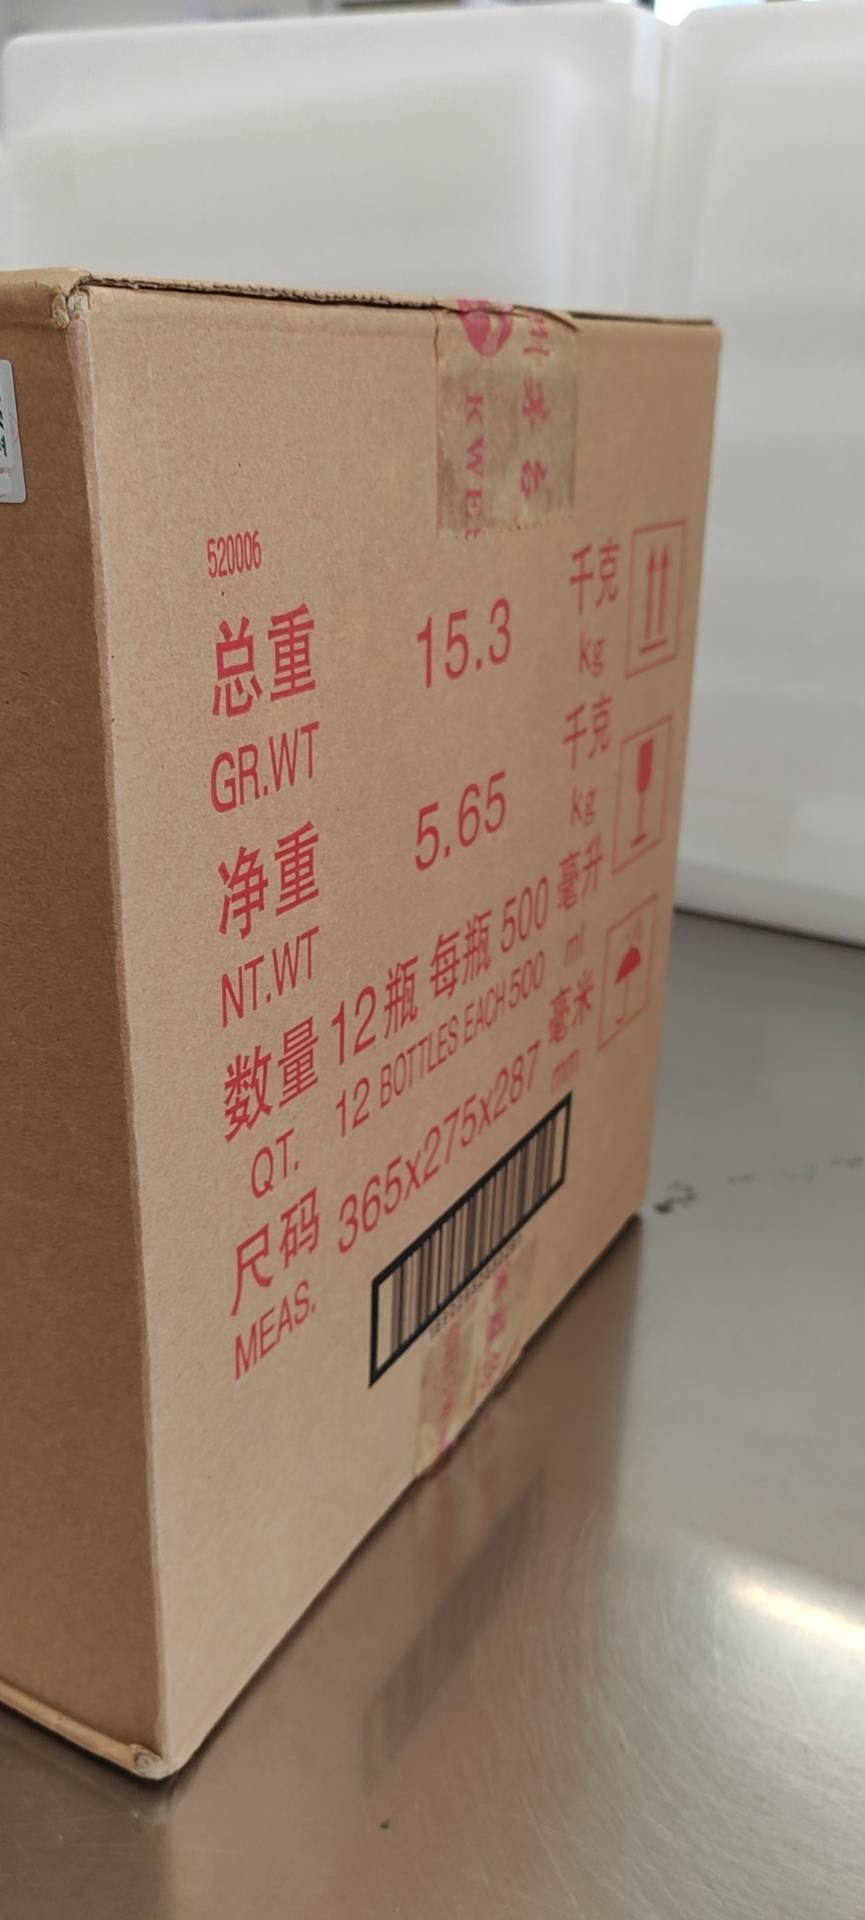 520006
总重 15.3 千克
GR.WT kg
净重 5.65 千克
NT.WT kg
数量 12瓶 每瓶 500 毫升
QT. 12 BOTTLES EACH 500 ml
尺码 365x275x287 毫米
MEAS. mm